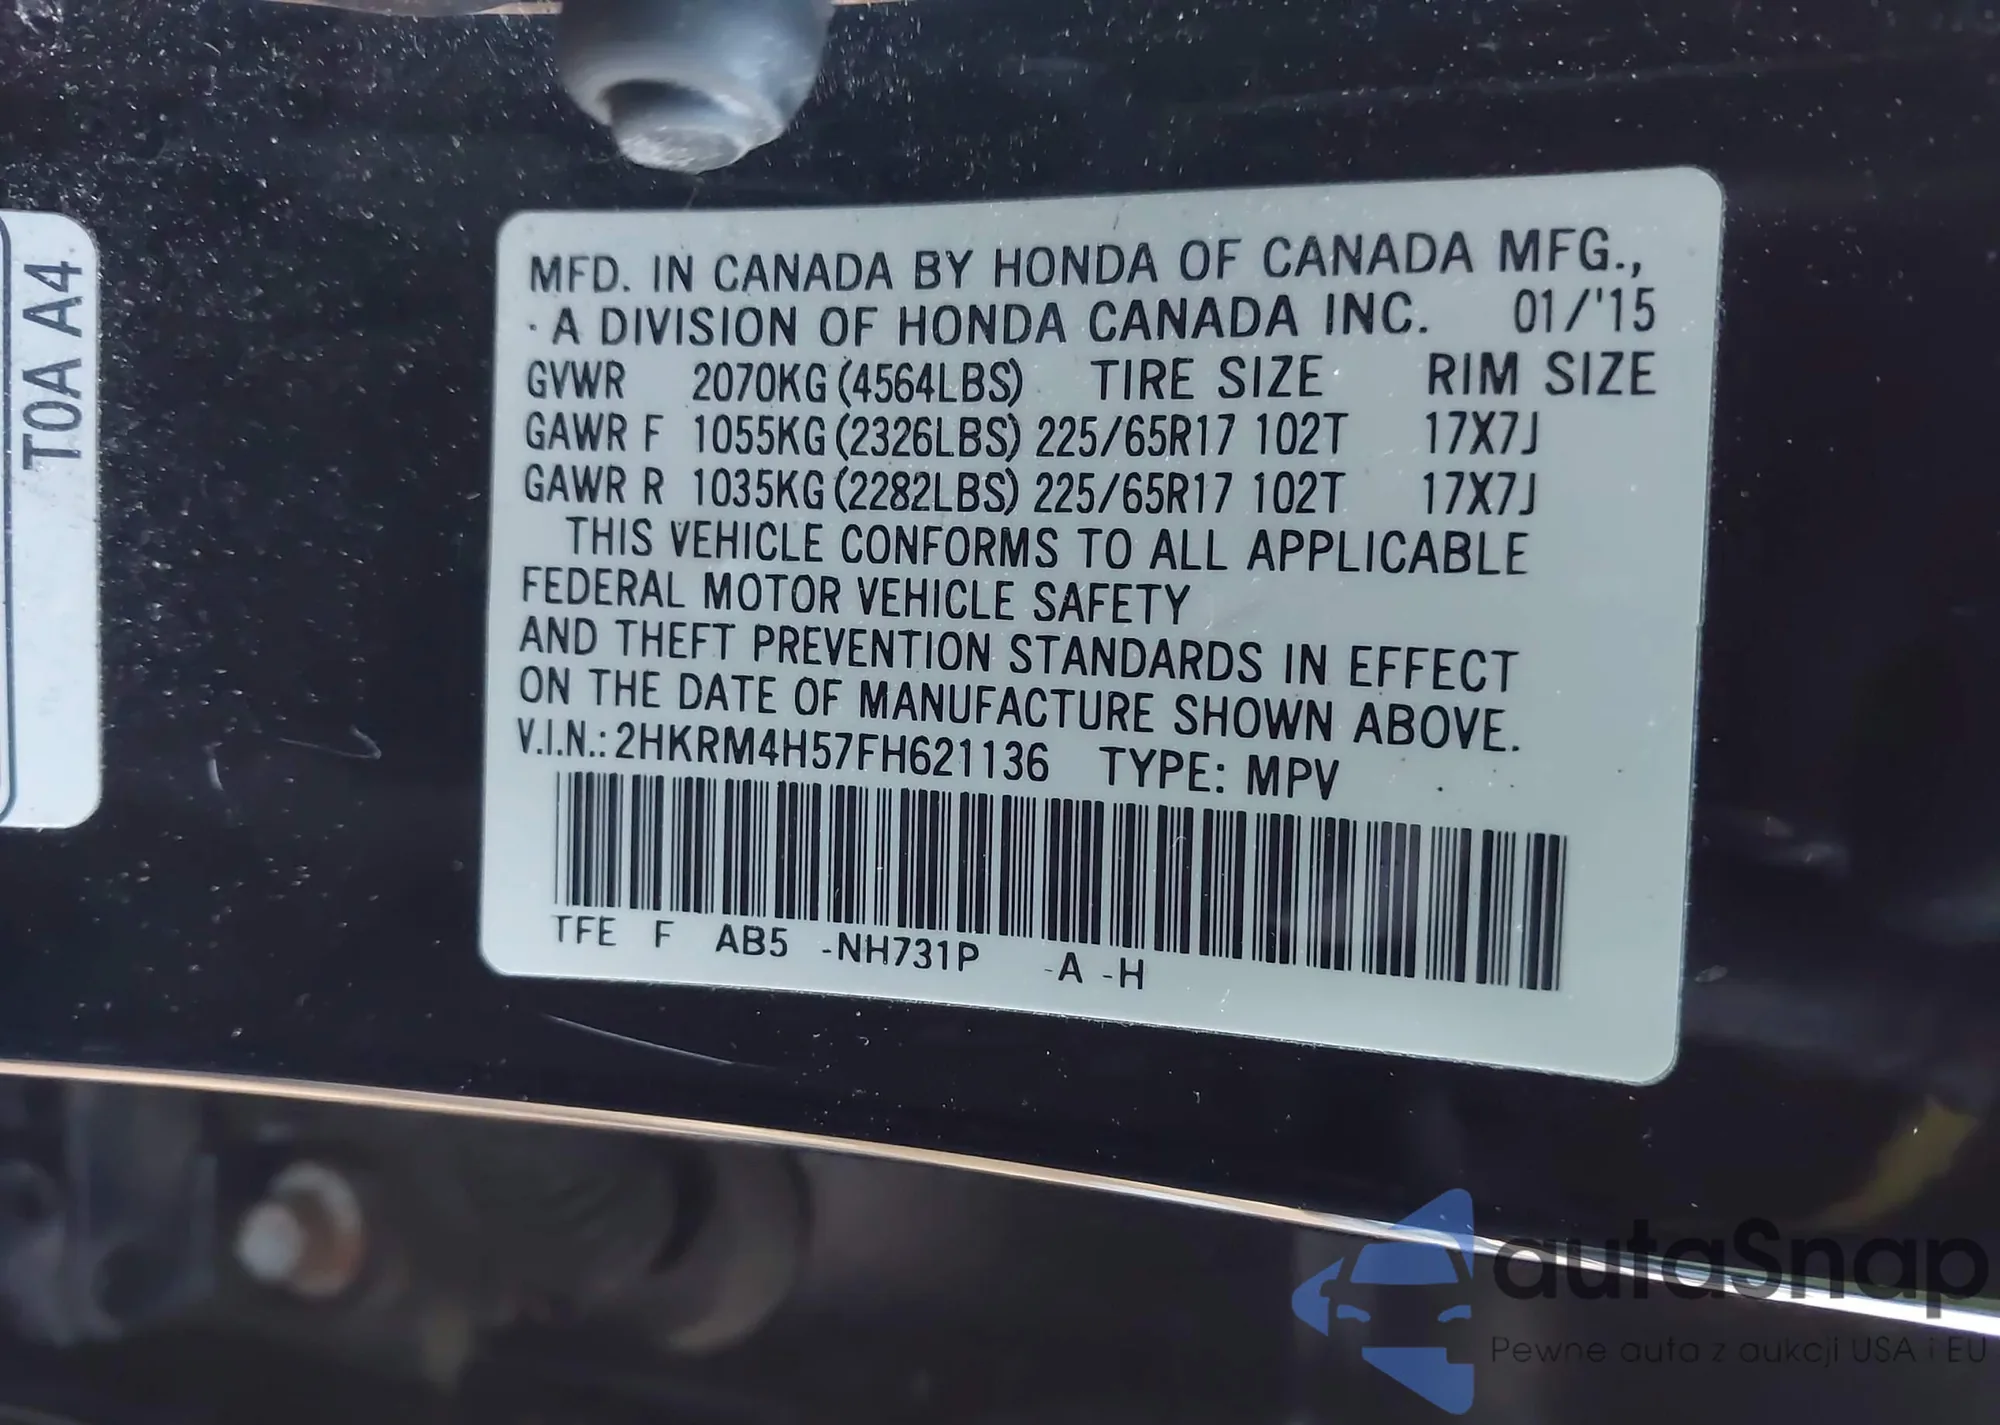 T0A A4
MFD. IN CANADA BY HONDA OF CANADA MFG.,
A DIVISION OF HONDA CANADA INC. 01/'15
GVWR 2070KG (4564LBS) TIRE SIZE RIM SIZE
GAWR F 1055KG (2326LBS) 225/65R17 102T 17X7J
GAWR R 1035KG (2282LBS) 225/65R17 102T 17X7J
THIS VEHICLE CONFORMS TO ALL APPLICABLE
FEDERAL MOTOR VEHICLE SAFETY
AND THEFT PREVENTION STANDARDS IN EFFECT
ON THE DATE OF MANUFACTURE SHOWN ABOVE.
V.I.N.: 2HKRM4H57FH621136 TYPE: MPV
TFE F AB5 -NH731P -A -H
autaSnap
Pewne auta z aukcji USA i EU